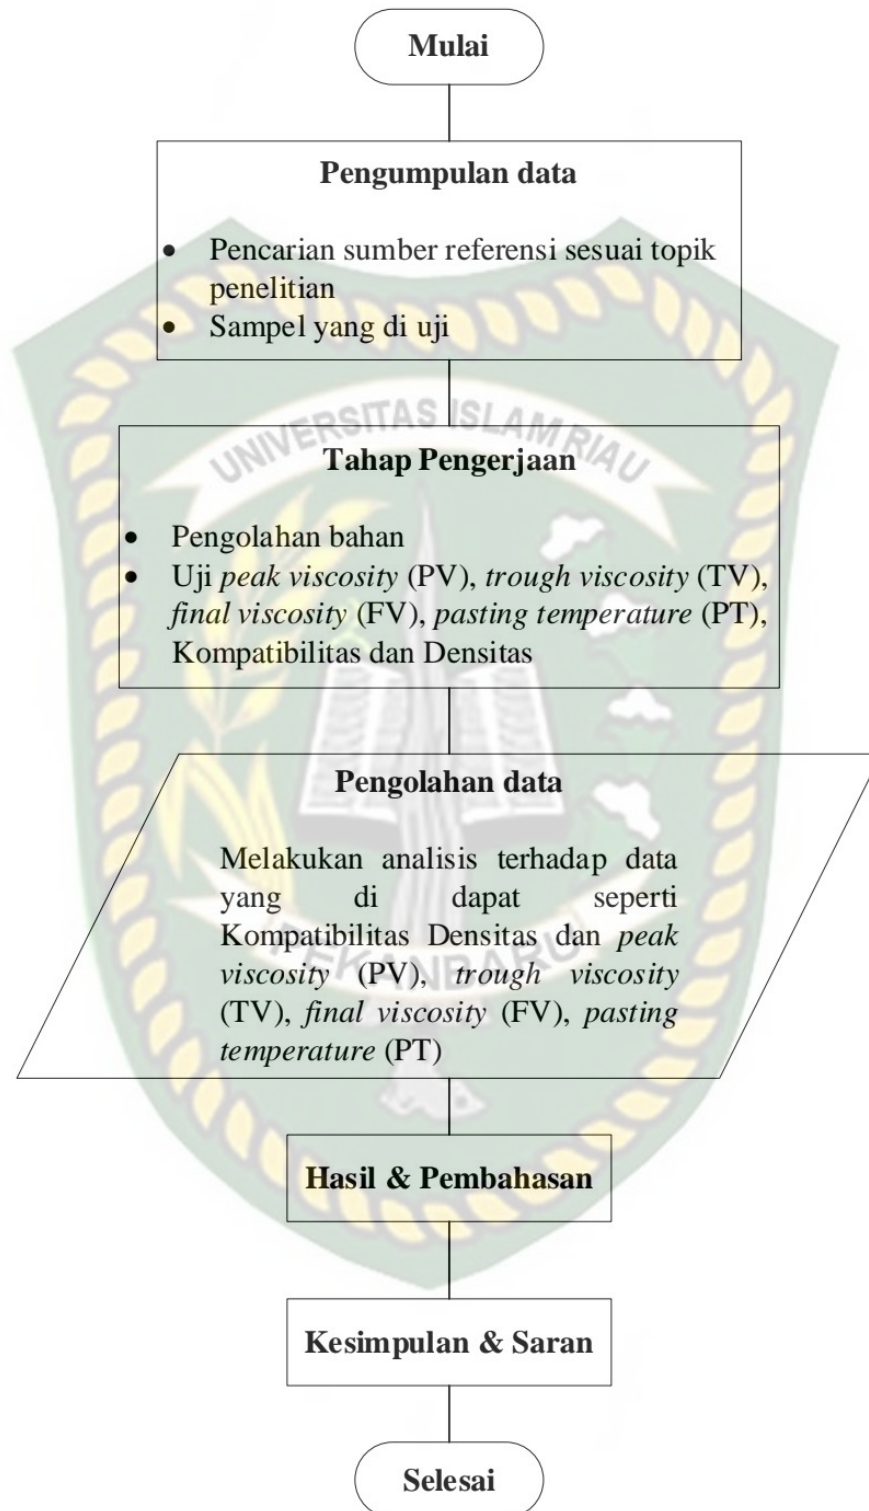 Mulai
Pengumpulan data
• Pencarian sumber referensi sesuai topik
penelitian
• Sampel yang di uji
UNIVERSITAS ISLAM RIAU
Tahap Pengerjaan
• Pengolahan bahan
• Uji peak viscosity (PV), trough viscosity (TV),
final viscosity (FV), pasting temperature (PT),
Kompatibilitas dan Densitas
Pengolahan data
Melakukan analisis terhadap data
yang di dapat seperti
Kompatibilitas Densitas dan peak
viscosity (PV), trough viscosity
(TV), final viscosity (FV), pasting
temperature (PT)
PEKANBARU
Hasil & Pembahasan
Kesimpulan & Saran
Selesai